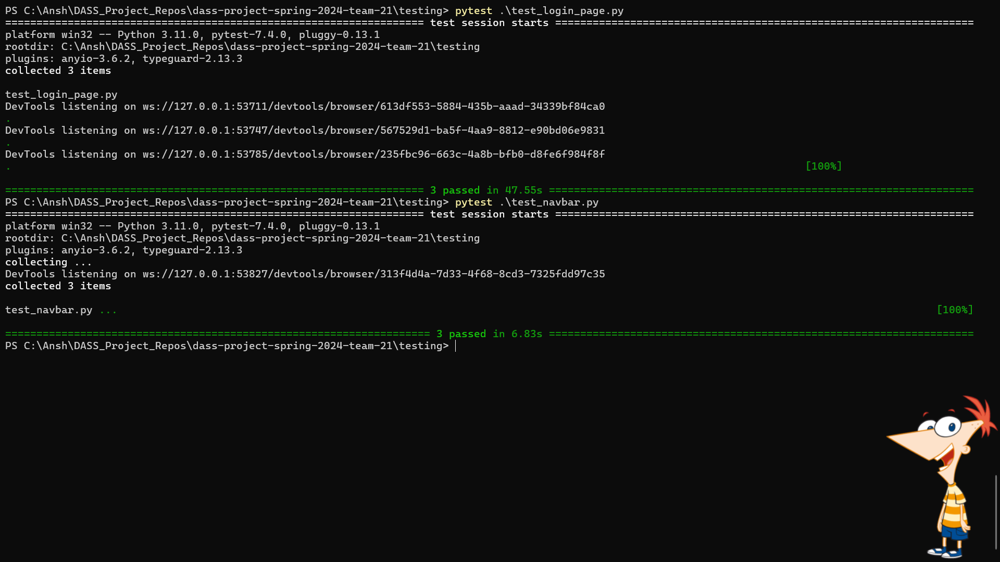 PS C:\Ansh\DASS_Project_Repos\dass-project-spring-2024-team-21\testing> pytest .\test_login_page.py
=================================================================== test session starts ===================================================================
platform win32 -- Python 3.11.0, pytest-7.4.0, pluggy-0.13.1
rootdir: C:\Ansh\DASS_Project_Repos\dass-project-spring-2024-team-21\testing
plugins: anyio-3.6.2, typeguard-2.13.3
collected 3 items
test_login_page.py
DevTools listening on ws://127.0.0.1:53711/devtools/browser/613df553-5884-435b-aaad-34339bf84ca0
.
DevTools listening on ws://127.0.0.1:53747/devtools/browser/567529d1-ba5f-4aa9-8812-e90bd06e9831
.
DevTools listening on ws://127.0.0.1:53785/devtools/browser/235fbc96-663c-4a8b-bfb0-d8fe6f984f8f
. [100%]
=================================================================== 3 passed in 47.55s ====================================================================
PS C:\Ansh\DASS_Project_Repos\dass-project-spring-2024-team-21\testing> pytest .\test_navbar.py
=================================================================== test session starts ===================================================================
platform win32 -- Python 3.11.0, pytest-7.4.0, pluggy-0.13.1
rootdir: C:\Ansh\DASS_Project_Repos\dass-project-spring-2024-team-21\testing
plugins: anyio-3.6.2, typeguard-2.13.3
collecting ...
DevTools listening on ws://127.0.0.1:53827/devtools/browser/313f4d4a-7d33-4f68-8cd3-7325fdd97c35
collected 3 items
test_navbar.py ... [100%]
==================================================================== 3 passed in 6.83s ====================================================================
PS C:\Ansh\DASS_Project_Repos\dass-project-spring-2024-team-21\testing>